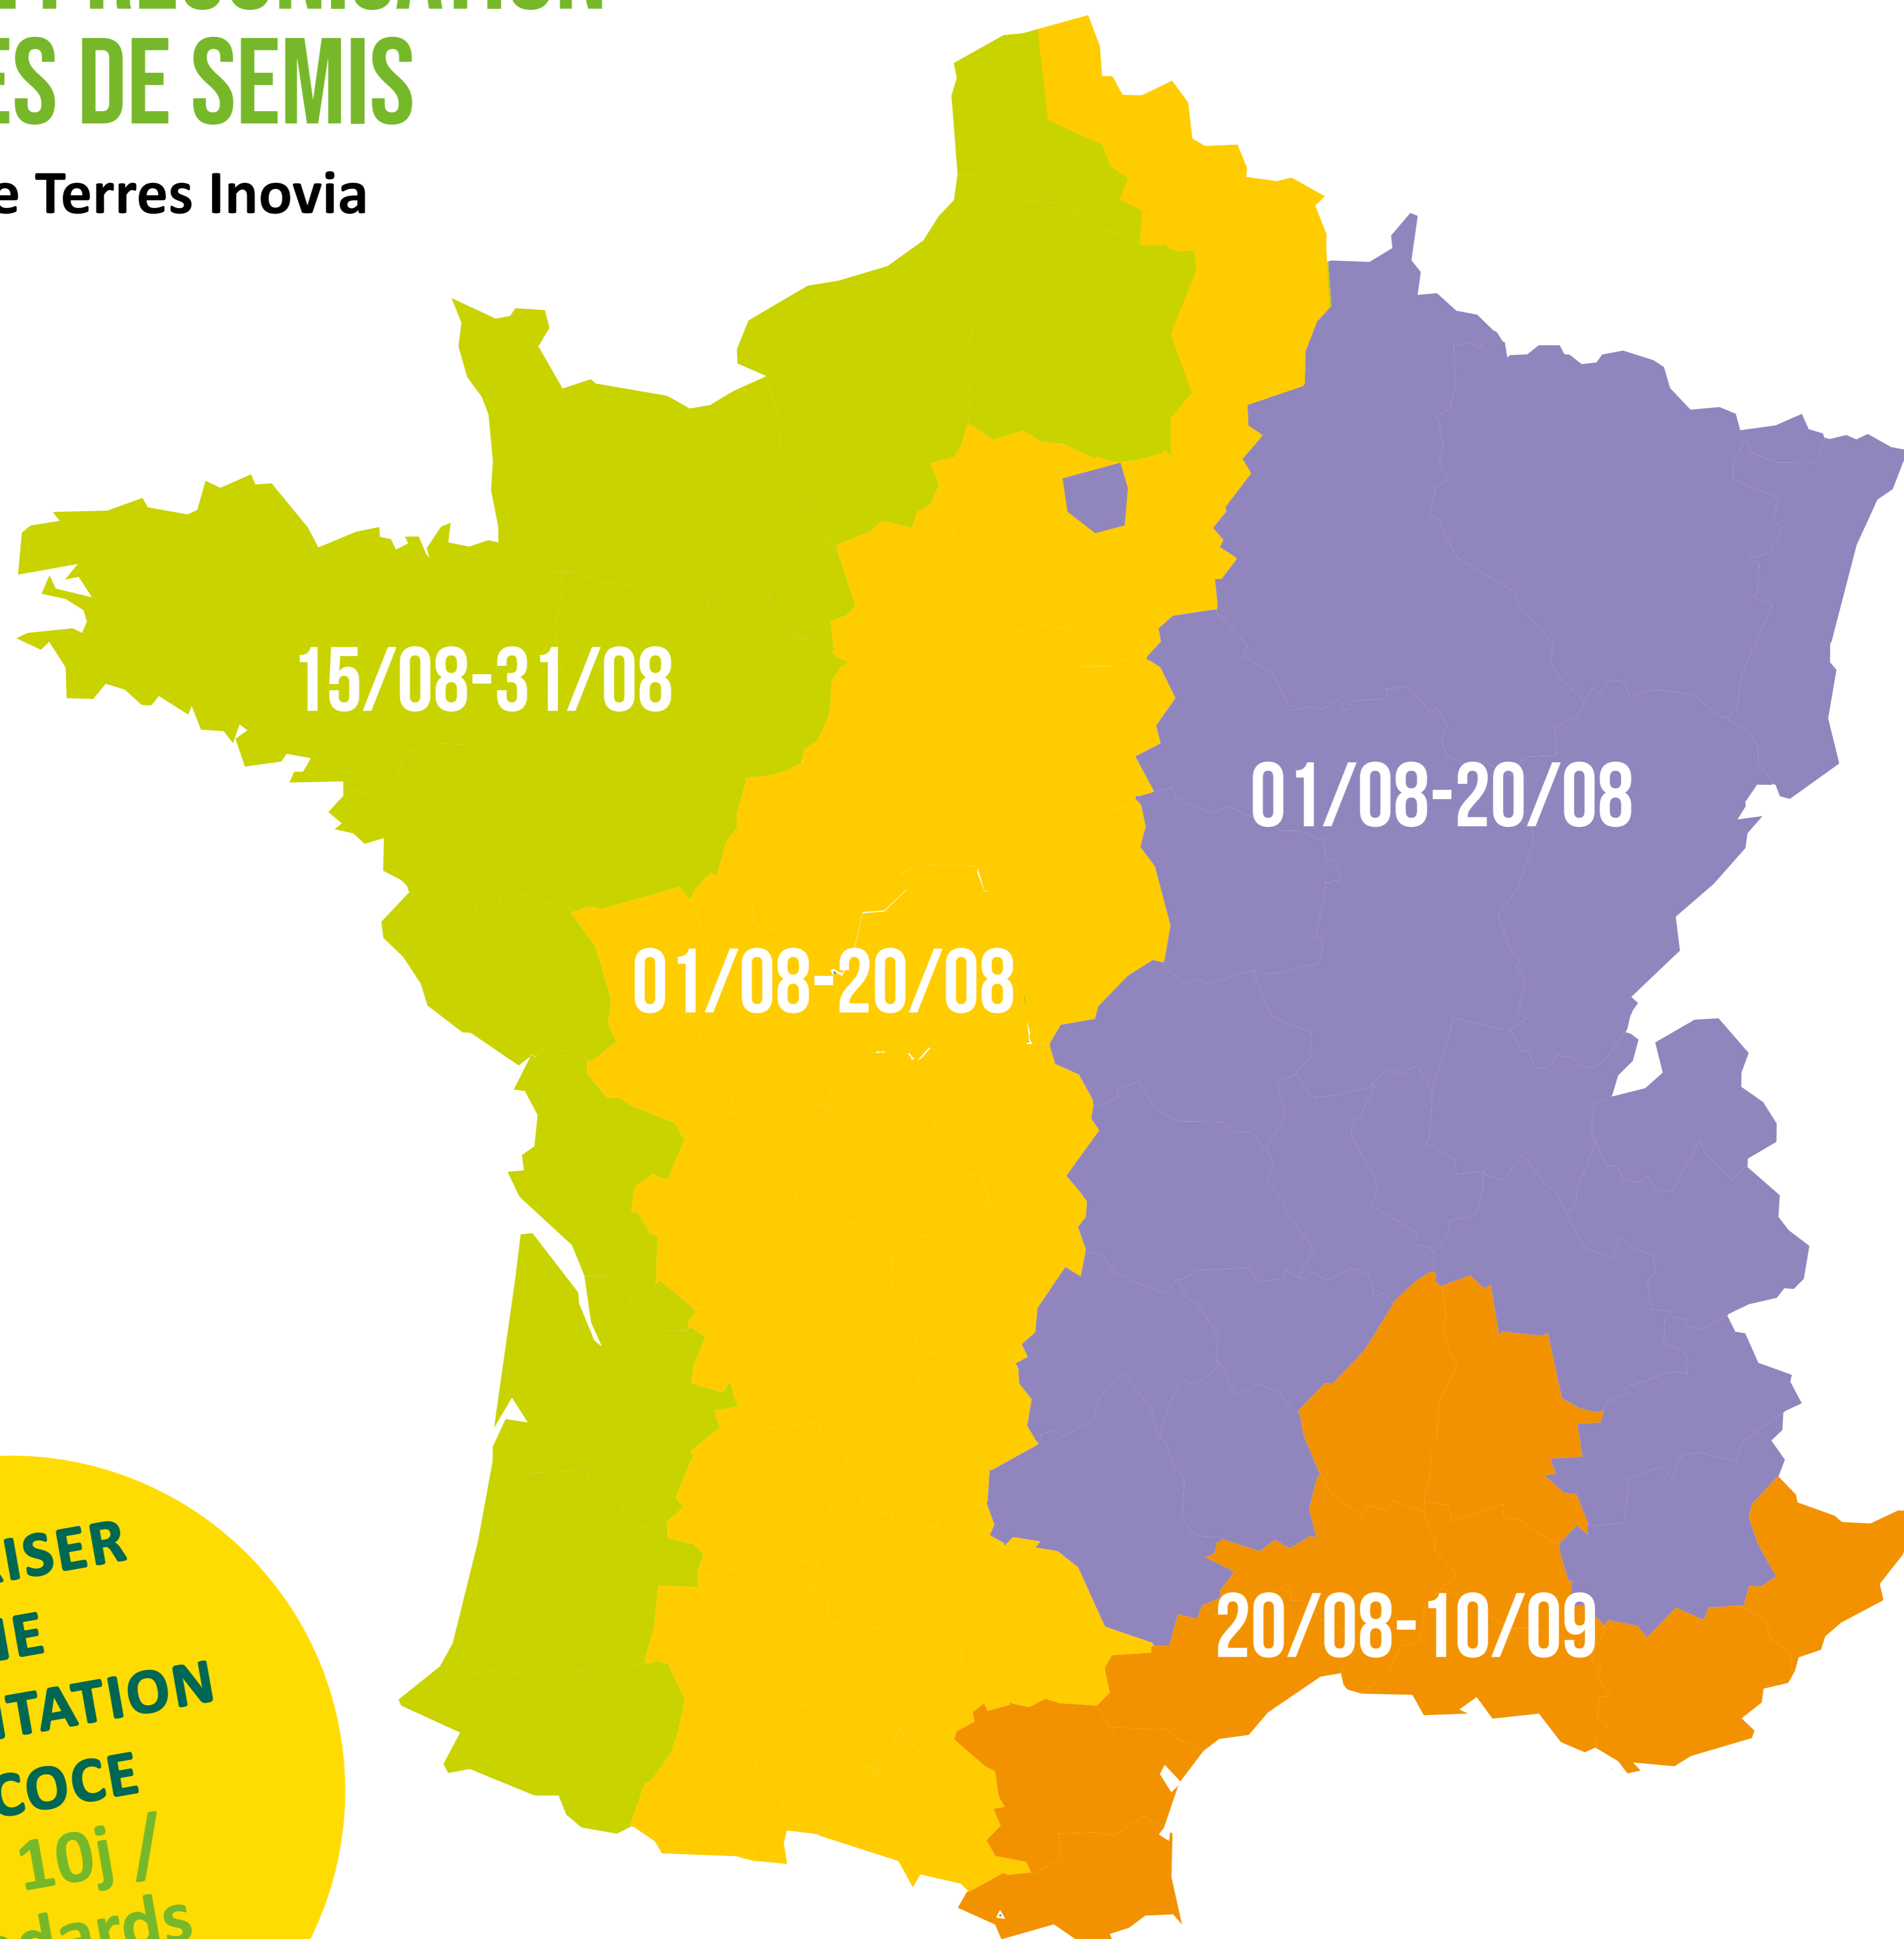 ES DE SEMIS
e Terres Inovia
15/08-31/08
01/08-20/08
01/08-20/08
20/08-10/09
ISER
IE
TATION
COCE
10j /
dards